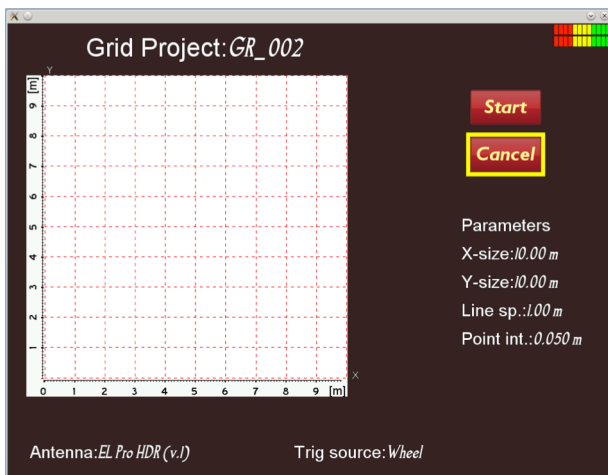 Grid Project:GR_002
Y
[m]
9
8
7
6
5
4
3
2
1
0 1 2 3 4 5 6 7 8 9 [m]
X
Start
Cancel
Parameters
X-size:10.00 m
Y-size:10.00 m
Line sp.:1.00 m
Point int.:0.050 m
Antenna:EL Pro HDR (v.1)
Trig source:Wheel